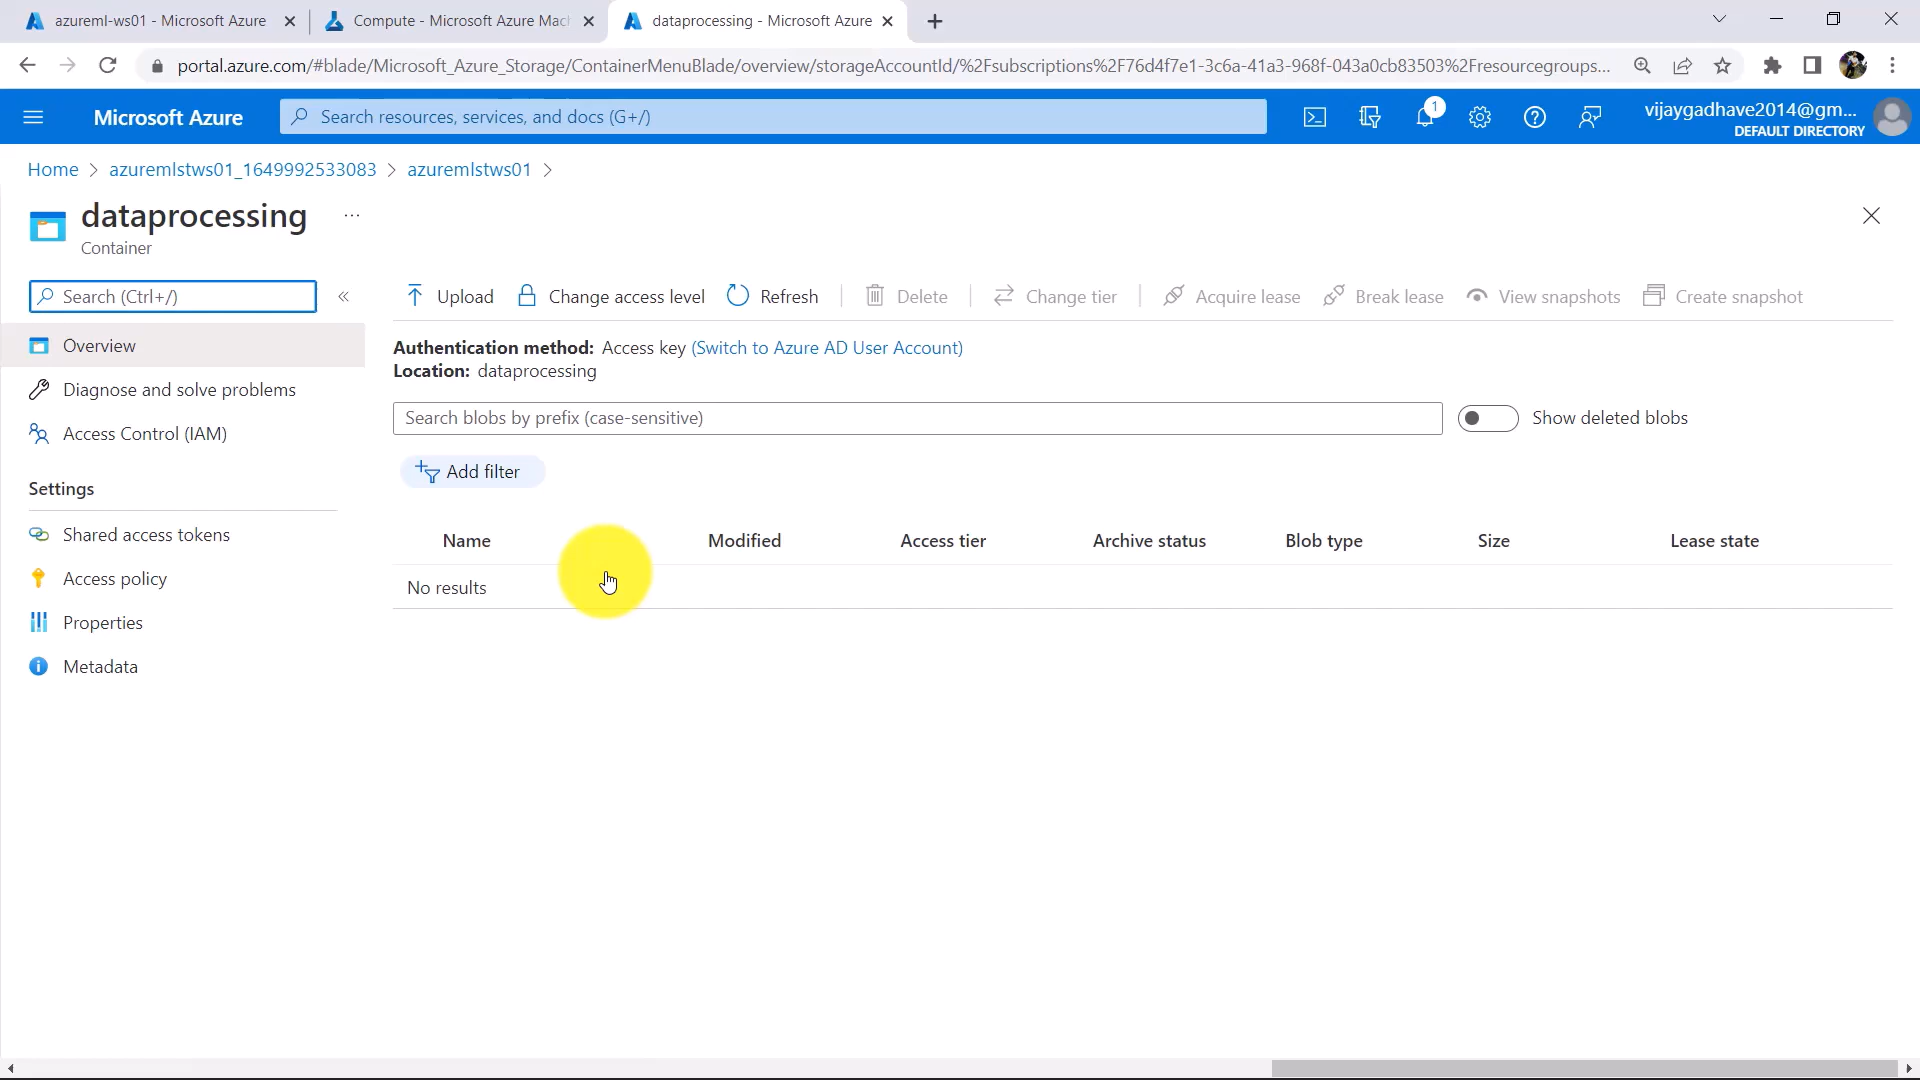 azureml-ws01 - Microsoft Azure
Compute - Microsoft Azure Mach
dataprocessing - Microsoft Azure
portal.azure.com/#blade/Microsoft_Azure_Storage/ContainerMenuBlade/overview/storageAccountId/%2Fsubscriptions%2F76d4f7e1-3c6a-41a3-968f-043a0cb83503%2Fresourcegroups...
Microsoft Azure
Search resources, services, and docs (G+/)
1
vijaygadhave2014@gm...
DEFAULT DIRECTORY
Home > azuremlstws01_1649992533083 > azuremlstws01 >
dataprocessing ...
Container
Search (Ctrl+/)
«
Overview
Diagnose and solve problems
Access Control (IAM)
Settings
Shared access tokens
Access policy
Properties
Metadata
Upload Change access level Refresh Delete Change tier Acquire lease Break lease View snapshots Create snapshot
Authentication method: Access key (Switch to Azure AD User Account)
Location: dataprocessing
Search blobs by prefix (case-sensitive)
Show deleted blobs
Add filter
Name Modified Access tier Archive status Blob type Size Lease state
No results